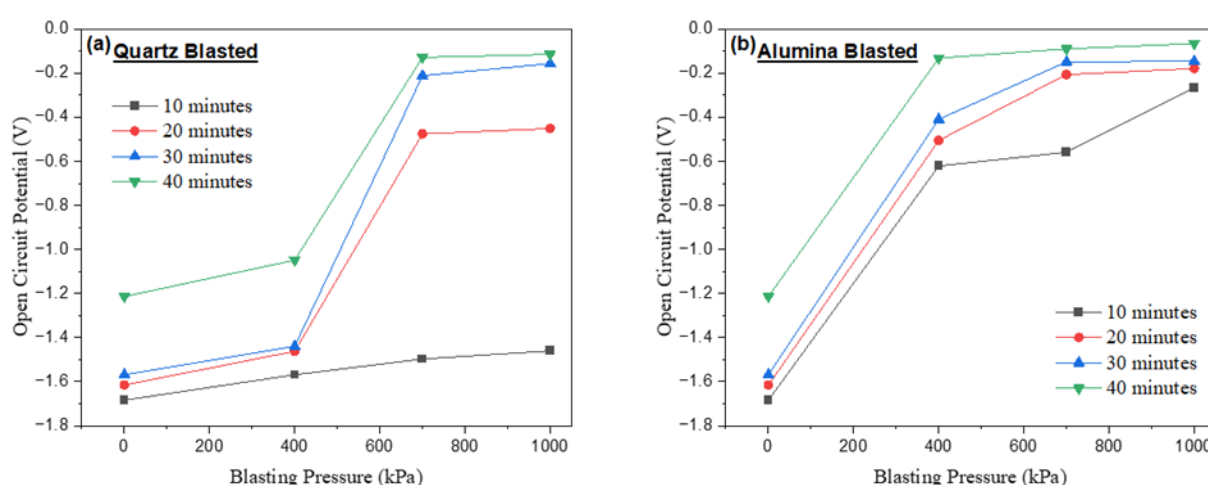 (a) Quartz Blasted
Open Circuit Potential (V)
0.0
−0.2
−0.4
−0.6
−0.8
−1.0
−1.2
−1.4
−1.6
−1.8
10 minutes
20 minutes
30 minutes
40 minutes
0 200 400 600 800 1000
Blasting Pressure (kPa)
(b) Alumina Blasted
Open Circuit Potential (V)
0.0
−0.2
−0.4
−0.6
−0.8
−1.0
−1.2
−1.4
−1.6
−1.8
10 minutes
20 minutes
30 minutes
40 minutes
0 200 400 600 800 1000
Blasting Pressure (kPa)